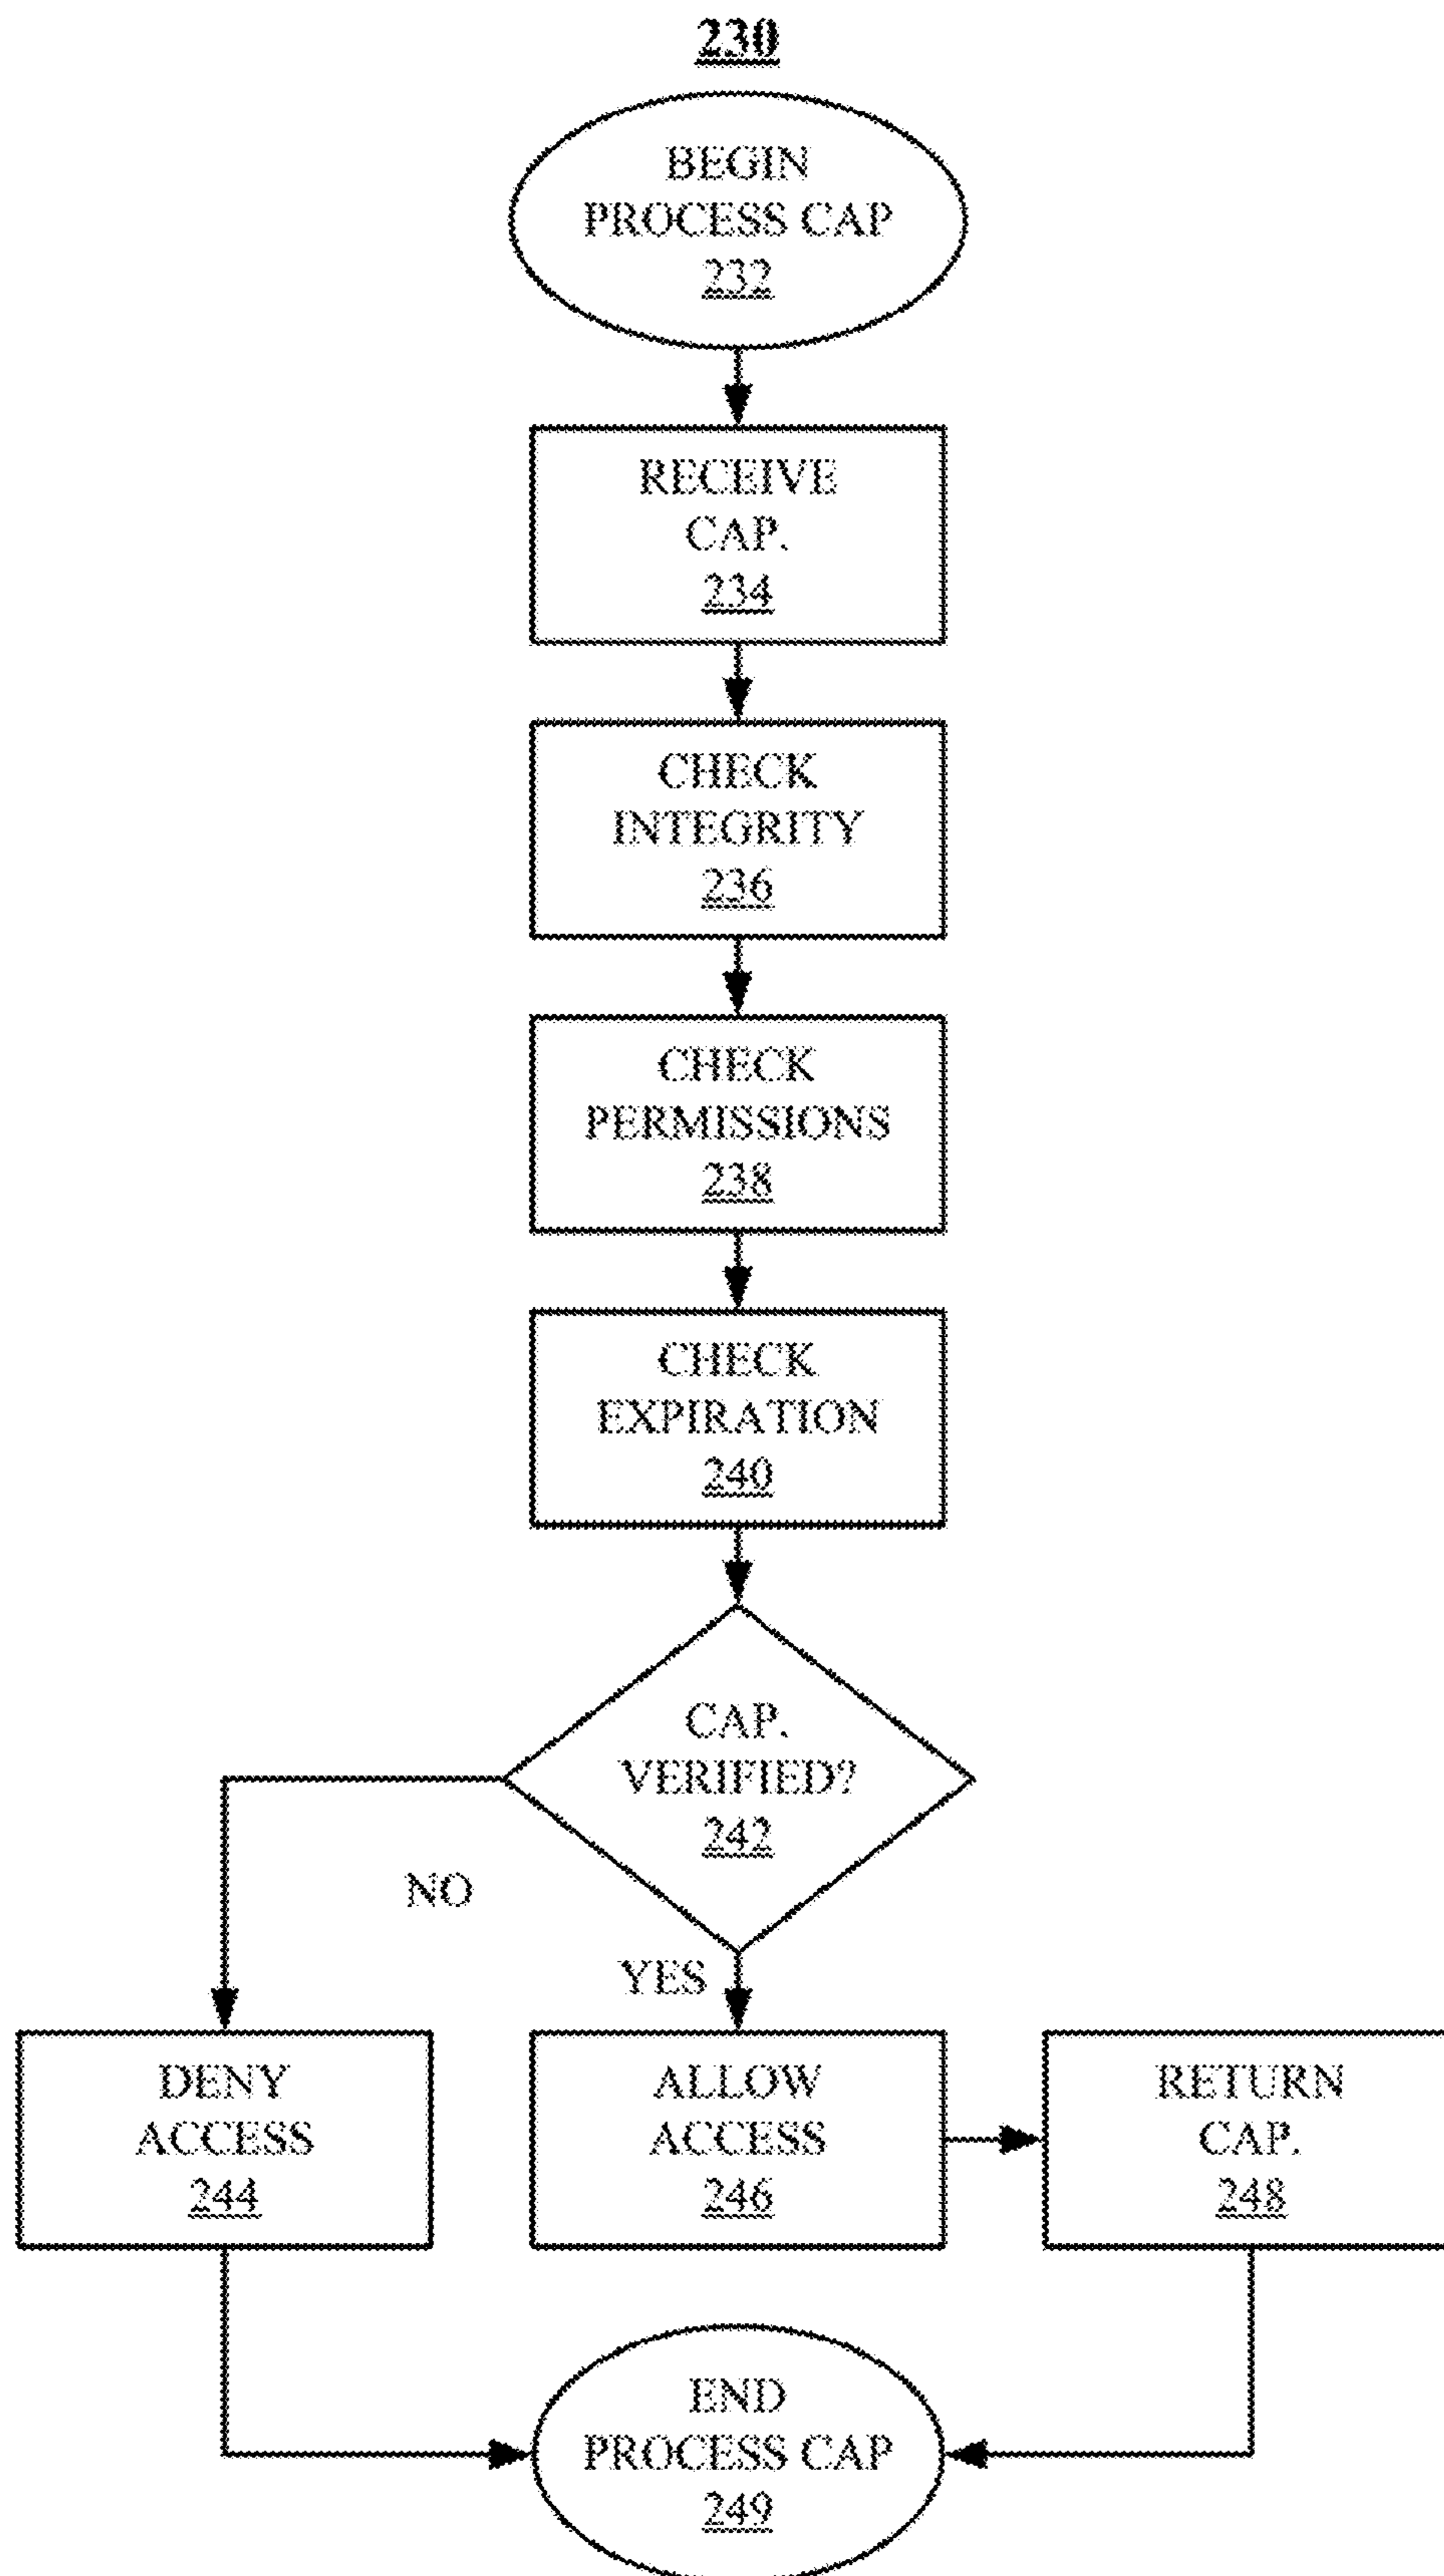 230
BEGIN
PROCESS CAP
232
RECEIVE
CAP.
234
CHECK
INTEGRITY
236
CHECK
PERMISSIONS
238
CHECK
EXPIRATION
240
CAP.
VERIFIED?
242
NO
YES
DENY
ACCESS
244
ALLOW
ACCESS
246
RETURN
CAP.
248
END
PROCESS CAP
249